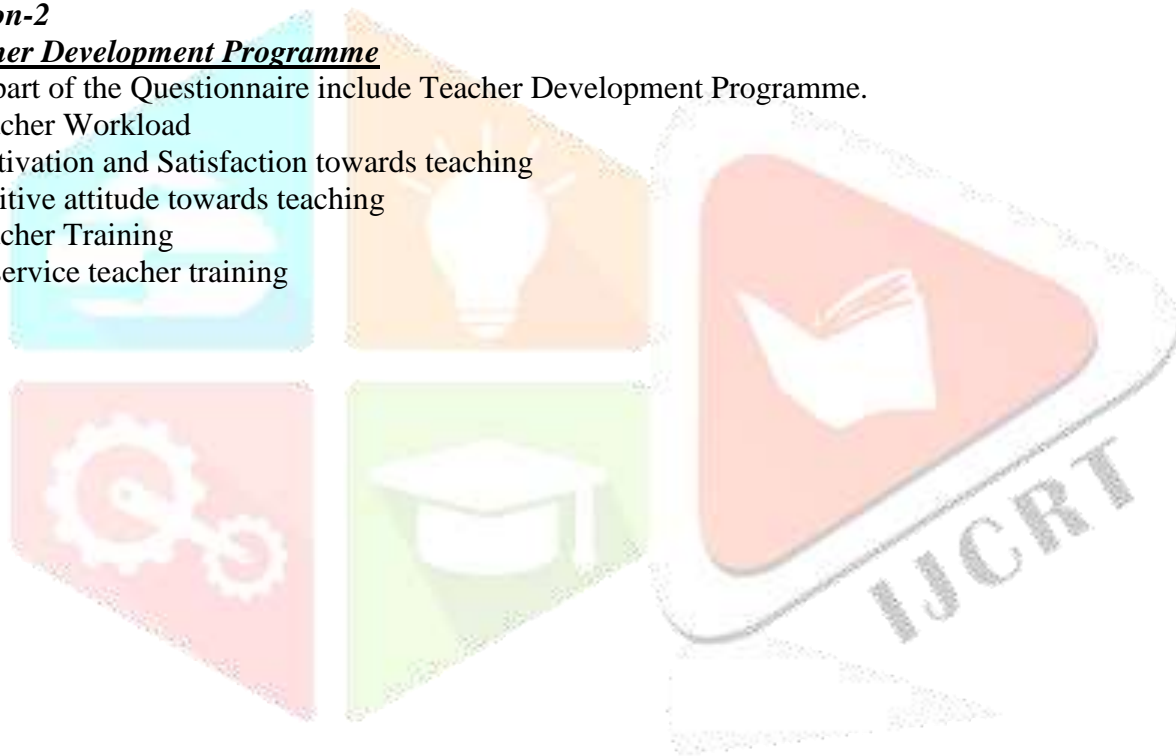 on-2
her Development Programme
part of the Questionnaire include Teacher Development Programme.
cher Workload
tivation and Satisfaction towards teaching
itive attitude towards teaching
cher Training
service teacher training
IJCRT